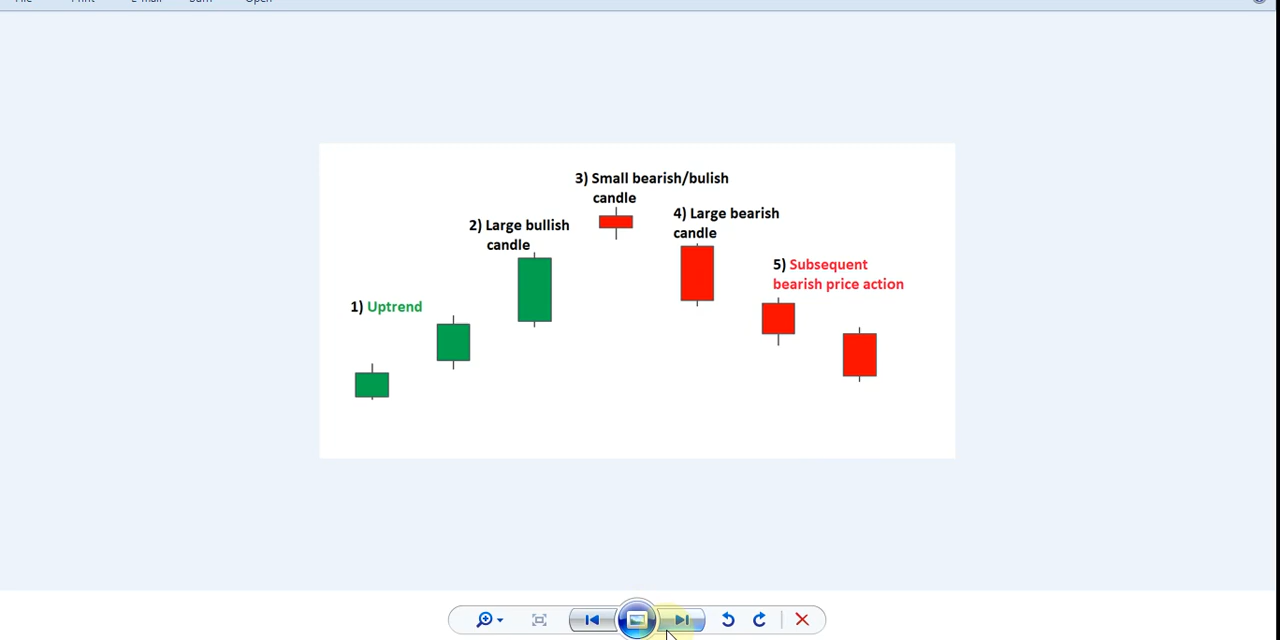 3) Small bearish/bulish
candle
2) Large bullish
candle
4) Large bearish
candle
5) Subsequent
bearish price action
1) Uptrend